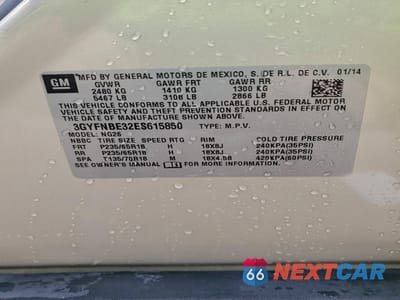 GM
MFD BY GENERAL MOTORS DE MEXICO, S. DE R.L. DE C.V. 01/14
GVWR GAWR FRT GAWR RR
2480 KG 1410 KG 1300 KG
5467 LB 3108 LB 2866 LB
THIS VEHICLE CONFORMS TO ALL APPLICABLE U.S. FEDERAL MOTOR
VEHICLE SAFETY, BUMPER, AND THEFT PREVENTION STANDARDS IN
EFFECT ON THE DATE OF MANUFACTURE SHOWN ABOVE.
3GYFNBE32ES615850 TYPE: M.P.V.
MODEL: NG26
NBBC TIRE SIZE SPEED RTG RIM COLD TIRE PRESSURE
FRT P235/65R18 H 18X8J 240KPA(35PSI)
RR P235/65R18 H 18X8J 240KPA(35PSI)
SPA T135/70R18 M 18X4.5B 420KPA(60PSI)
SEE OWNER'S MANUAL FOR MORE INFORMATION.
66 NEXTCAR